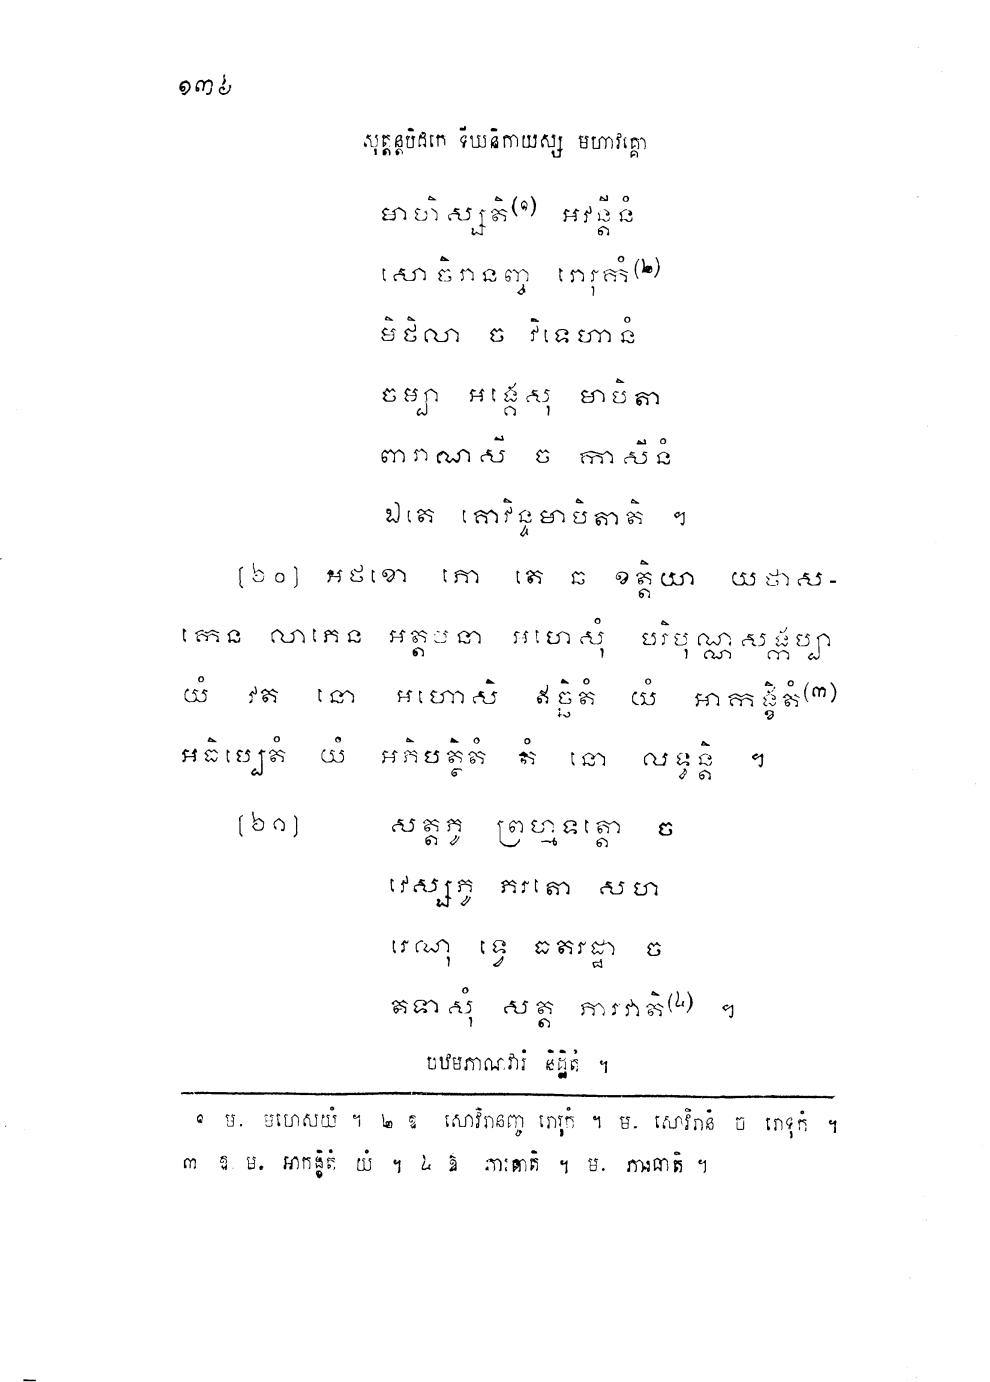 ១៣៦
សុត្តន្តបិដកេ ទីឃនិកាយស្ស មហាវគ្គោ
មាហិស្សតិ(១) អវន្តីនំ
សោចិរានញ្ច រោរុកំ(២)
មិថិលា ច វិទេហានំ
ចម្បា អង្គេសុ មាបិតា
ពារាណសី ច កាសីនំ
ឯតេ គោវិន្ទមាបិតាតិ ។
[៦០] អថខោ ភោ តេ ឆ ខត្តិយា យថាស-
កេន លាភេន អត្តមនា អហេសុំ បរិបុណ្ណសង្កប្បា
យំ វត នោ អហោសិ ឥច្ឆិតំ យំ អាកង្ខិតំ(៣)
អធិប្បេតំ យំ អភិបត្ថិតំ តំ នោ លទ្ធន្តិ ។
[៦១] សត្តភូ ព្រហ្មទត្តោ ច
វេស្សភូ ភរតោ សហ
រេណុ ទ្វេ ធតរដ្ឋា ច
តទាសុំ សត្ត ភារវាតិ(៤) ។
បឋមភាណវារំ និដ្ឋិតំ ។
១ ម. មហេសយំ ។ ២ ឱ សោវិរានញ្ច រោរុកំ ។ ម. សោវីរានំ ច រោទុកំ ។
៣ ឱ. ម. អាកង្ខិតំ យំ ។ ៤ ឱ ។ ម.